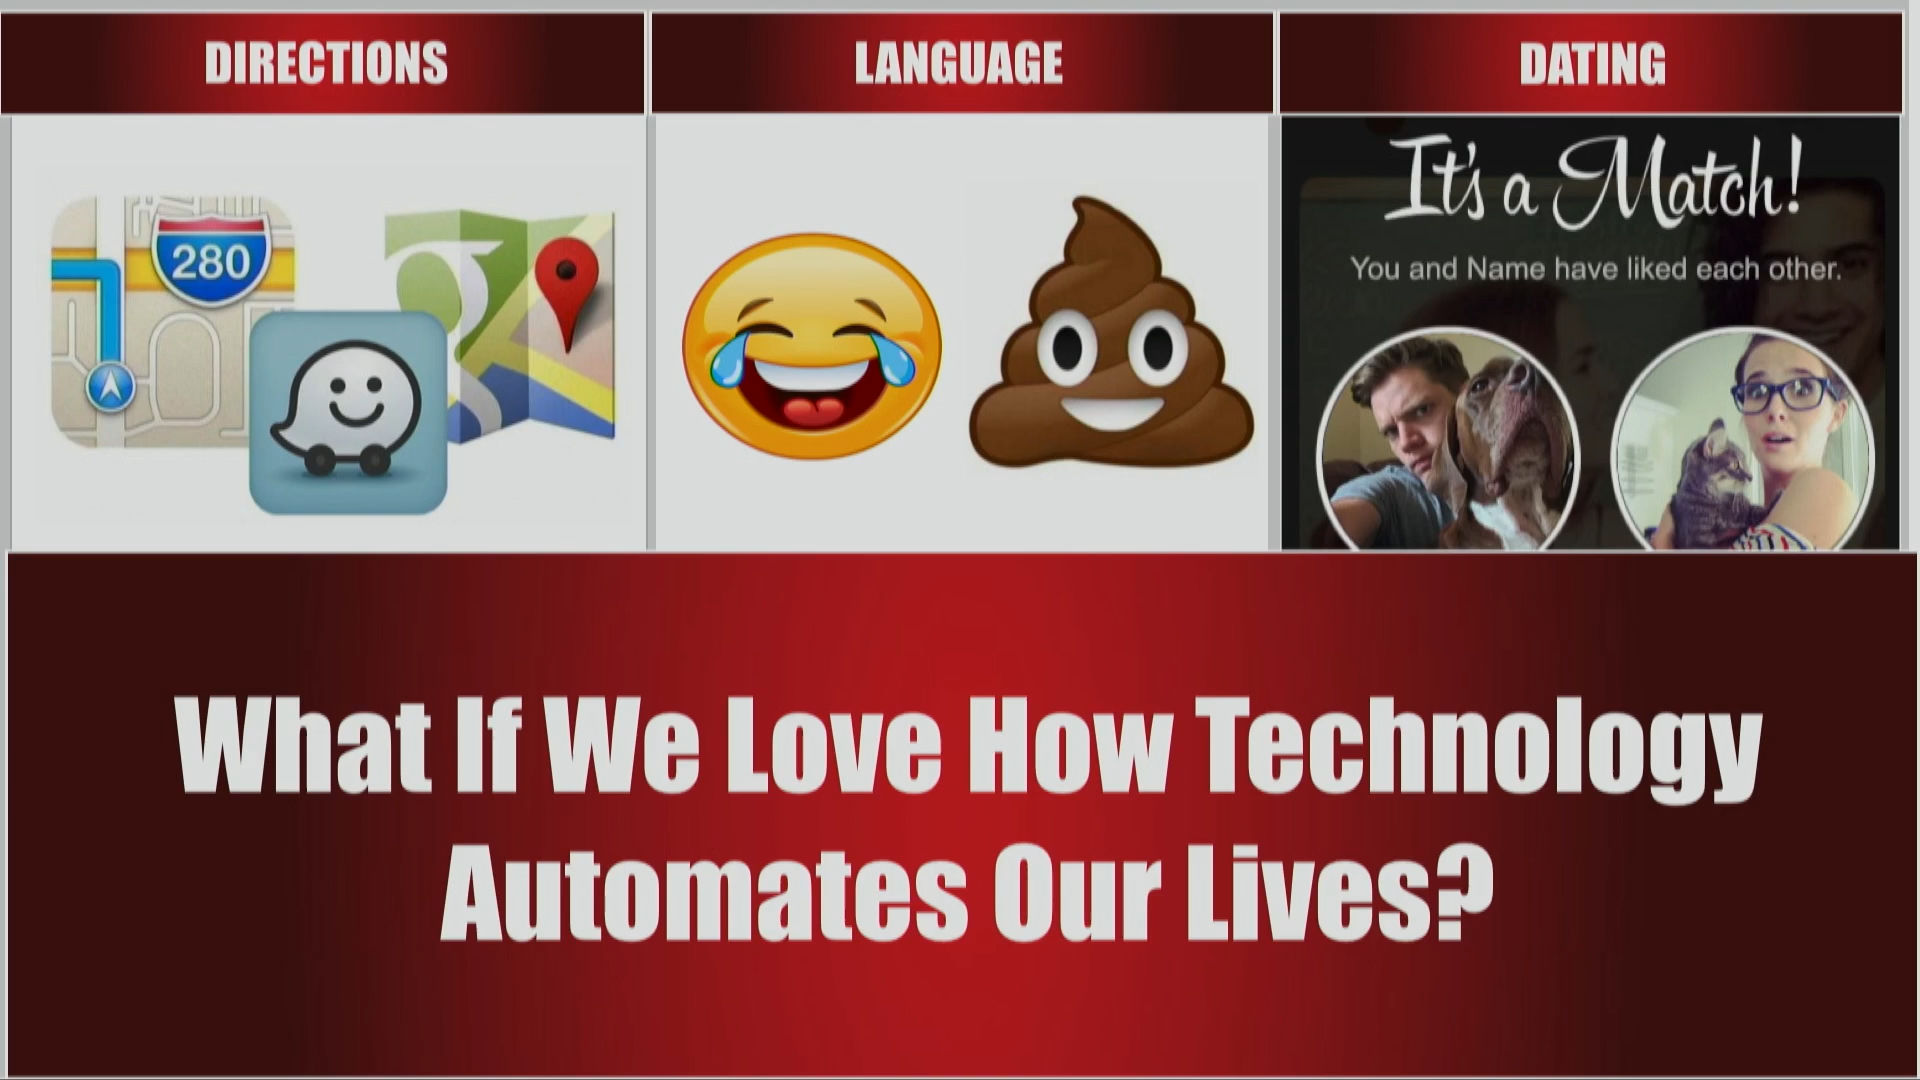 DIRECTIONS
LANGUAGE
DATING
280
It's a Match!
You and Name have liked each other.
What If We Love How Technology
Automates Our Lives?